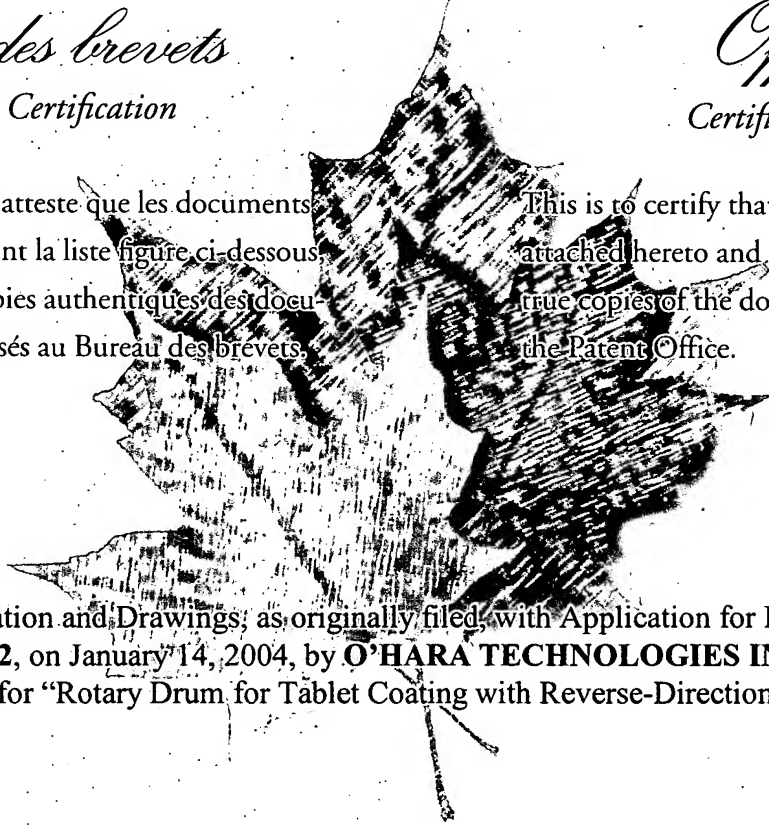 des brevets
Certification
atteste que les documents
nt la liste figure ci-dessous,
pies authentiques des docu-
sés au Bureau des brevets.
Certifi
This is to certify that
attached hereto and
true copies of the do
the Patent Office.
ation and Drawings, as originally filed, with Application for
2, on January 14, 2004, by O'HARA TECHNOLOGIES IN
for “Rotary Drum for Tablet Coating with Reverse-Direction